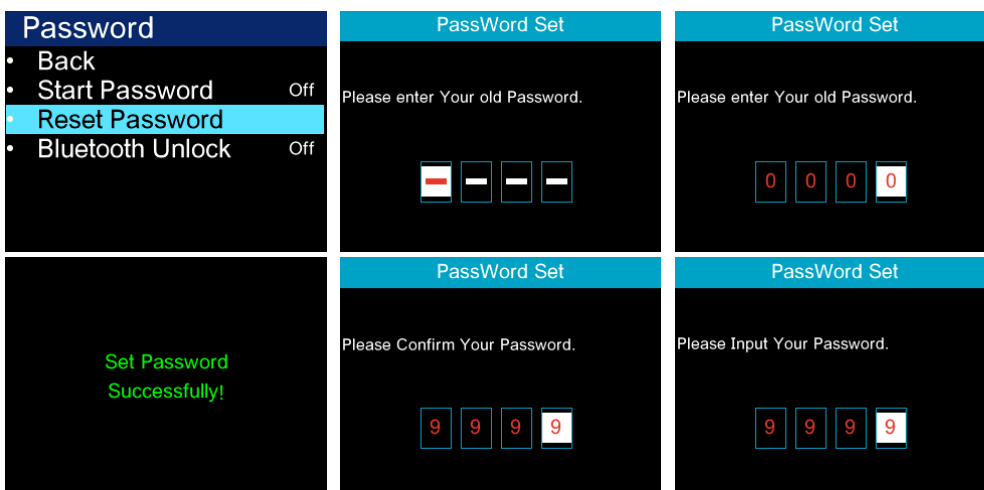 Password
• Back
• Start Password Off
• Reset Password
• Bluetooth Unlock Off
PassWord Set
Please enter Your old Password.
- - - -
PassWord Set
Please enter Your old Password.
0 0 0 0
Set Password
Successfully!
PassWord Set
Please Confirm Your Password.
9 9 9 9
PassWord Set
Please Input Your Password.
9 9 9 9